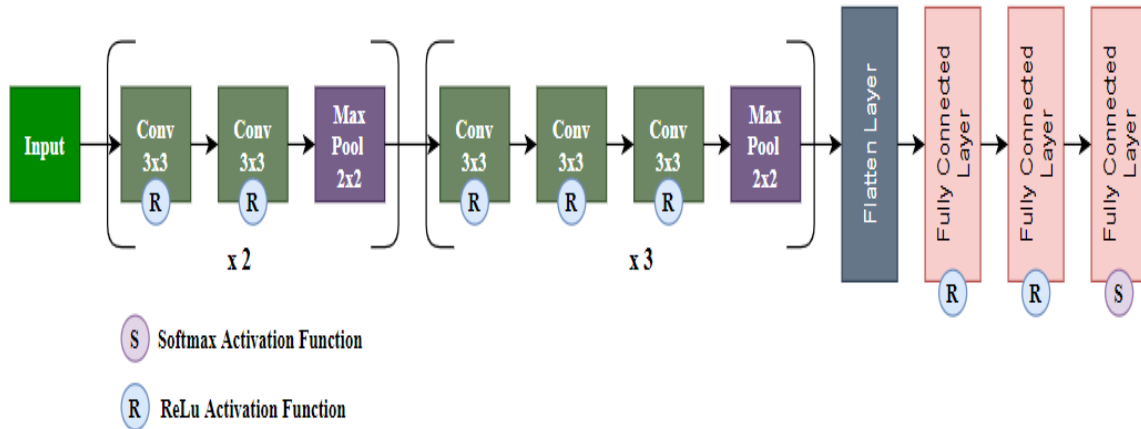 Input
Conv
3x3
R
Conv
3x3
R
Max
Pool
2x2
x 2
Conv
3x3
R
Conv
3x3
R
Conv
3x3
R
Max
Pool
2x2
x 3
Flatten Layer
Fully Connected
Layer
R
Fully Connected
Layer
R
Fully Connected
Layer
S
S Softmax Activation Function
R ReLu Activation Function